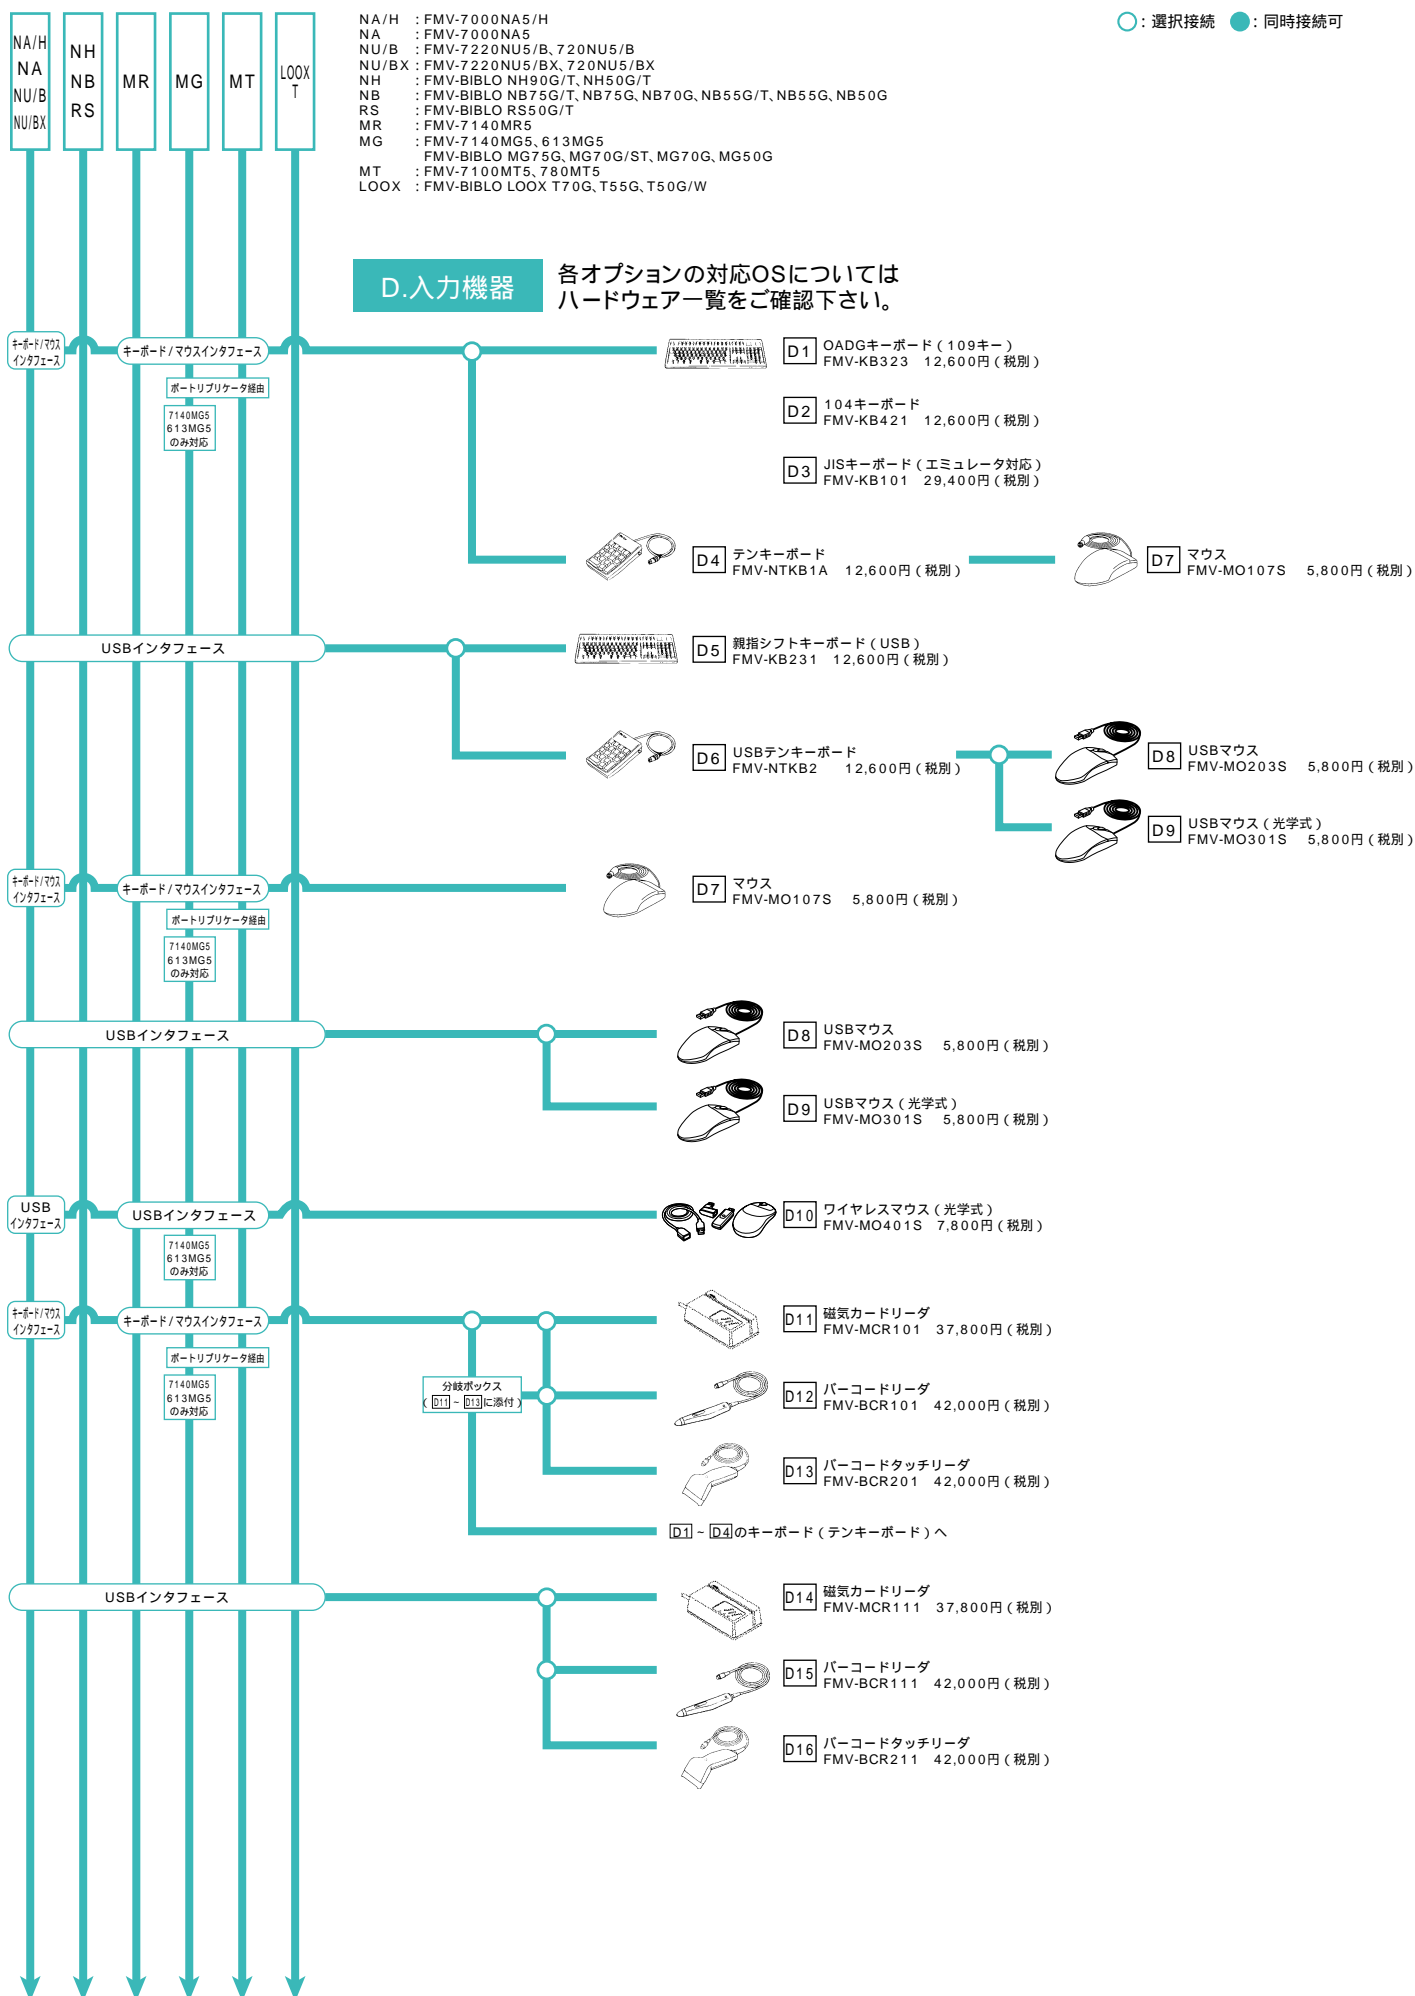 NA/H
NA
NU/B
NU/BX
NH
NB
RS
MR
MG
MT
LOOX
T
NA/H : FMV-7000NA5/H
NA : FMV-7000NA5
NU/B : FMV-7220NU5/B、720NU5/B
NU/BX : FMV-7220NU5/BX、720NU5/BX
NH : FMV-BIBLO NH90G/T、NH50G/T
NB : FMV-BIBLO NB75G/T、NB75G、NB70G、NB55G/T、NB55G、NB50G
RS : FMV-BIBLO RS50G/T
MR : FMV-7140MR5
MG : FMV-7140MG5、613MG5
FMV-BIBLO MG75G、MG70G/ST、MG70G、MG50G
MT : FMV-7100MT5、780MT5
LOOX : FMV-BIBLO LOOX T70G、T55G、T50G/W
○：選択接続 ●：同時接続可
D.入力機器
各オプションの対応OSについては
ハードウェア一覧をご確認下さい。
キーボード/マウス
インタフェース
キーボード/マウスインタフェース
ポートリプリケータ経由
7140MG5
613MG5
のみ対応
D1 OADGキーボード（109キー）
FMV-KB323 12,600円（税別）
D2 104キーボード
FMV-KB421 12,600円（税別）
D3 JISキーボード（エミュレータ対応）
FMV-KB101 29,400円（税別）
D4 テンキーボード
FMV-NTKB1A 12,600円（税別）
D7 マウス
FMV-MO107S 5,800円（税別）
USBインタフェース
D5 親指シフトキーボード（USB）
FMV-KB231 12,600円（税別）
D6 USBテンキーボード
FMV-NTKB2 12,600円（税別）
D8 USBマウス
FMV-MO203S 5,800円（税別）
D9 USBマウス（光学式）
FMV-MO301S 5,800円（税別）
キーボード/マウス
インタフェース
キーボード/マウスインタフェース
ポートリプリケータ経由
7140MG5
613MG5
のみ対応
D7 マウス
FMV-MO107S 5,800円（税別）
USBインタフェース
D8 USBマウス
FMV-MO203S 5,800円（税別）
D9 USBマウス（光学式）
FMV-MO301S 5,800円（税別）
USB
インタフェース
USBインタフェース
7140MG5
613MG5
のみ対応
D10 ワイヤレスマウス（光学式）
FMV-MO401S 7,800円（税別）
キーボード/マウス
インタフェース
キーボード/マウスインタフェース
ポートリプリケータ経由
7140MG5
613MG5
のみ対応
分岐ボックス
（D11～D13に添付）
D11 磁気カードリーダ
FMV-MCR101 37,800円（税別）
D12 バーコードリーダ
FMV-BCR101 42,000円（税別）
D13 バーコードタッチリーダ
FMV-BCR201 42,000円（税別）
D1～D4のキーボード（テンキーボード）へ
USBインタフェース
D14 磁気カードリーダ
FMV-MCR111 37,800円（税別）
D15 バーコードリーダ
FMV-BCR111 42,000円（税別）
D16 バーコードタッチリーダ
FMV-BCR211 42,000円（税別）